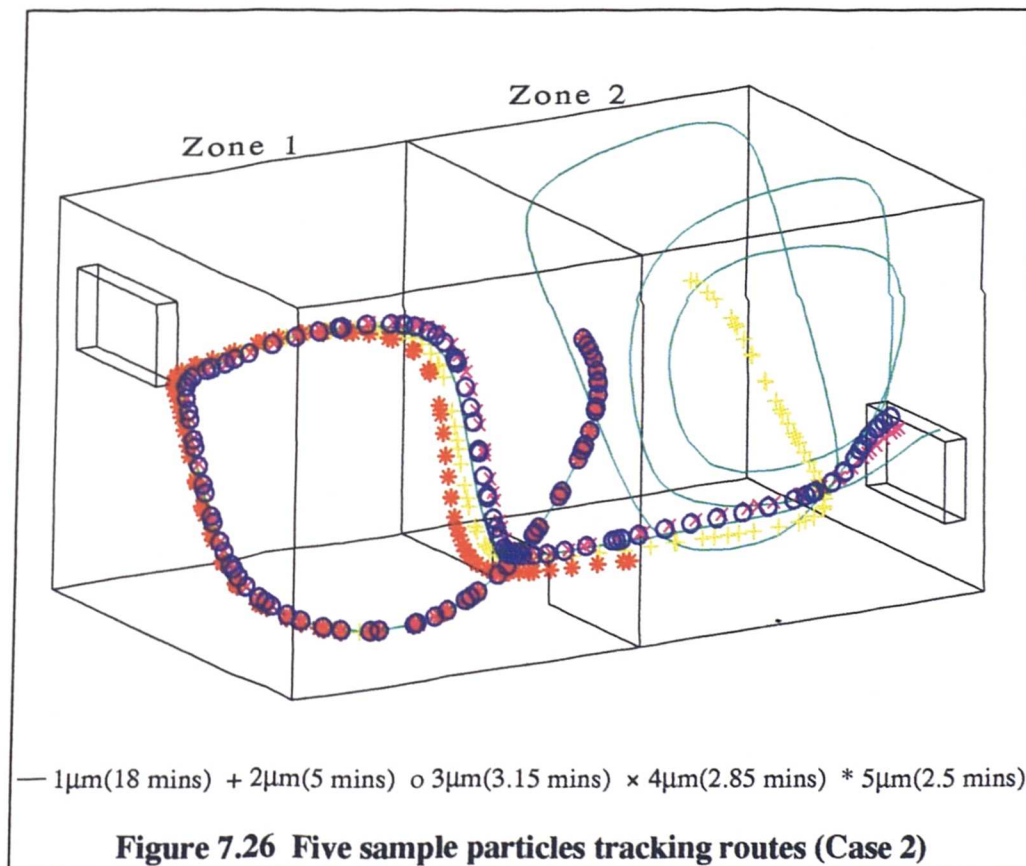 Zone 2
Zone 1
— 1µm(18 mins) + 2µm(5 mins) o 3µm(3.15 mins) × 4µm(2.85 mins) * 5µm(2.5 mins)
Figure 7.26 Five sample particles tracking routes (Case 2)